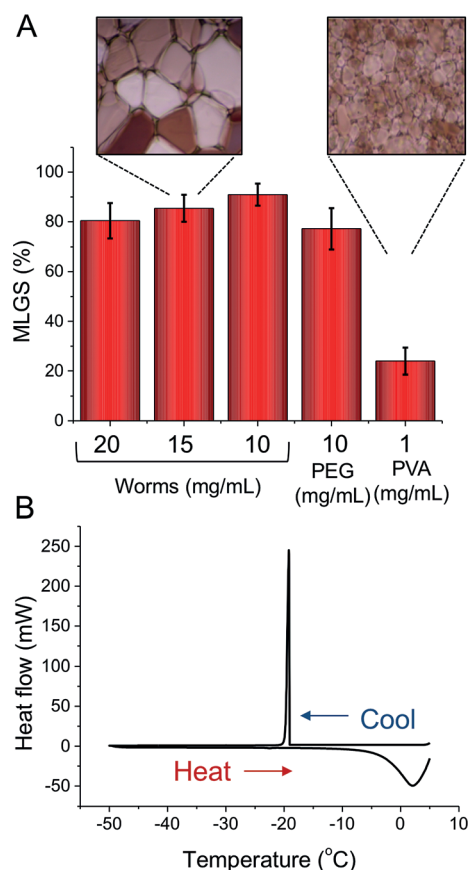 A
MLGS (%)
100
80
60
40
20
0
20 15 10 10 1
Worms (mg/mL)
PEG
(mg/mL)
PVA
(mg/mL)
B
Heat flow (mW)
250
200
150
100
50
0
-50
Cool
Heat
-50 -40 -30 -20 -10 0 10
Temperature (°C)